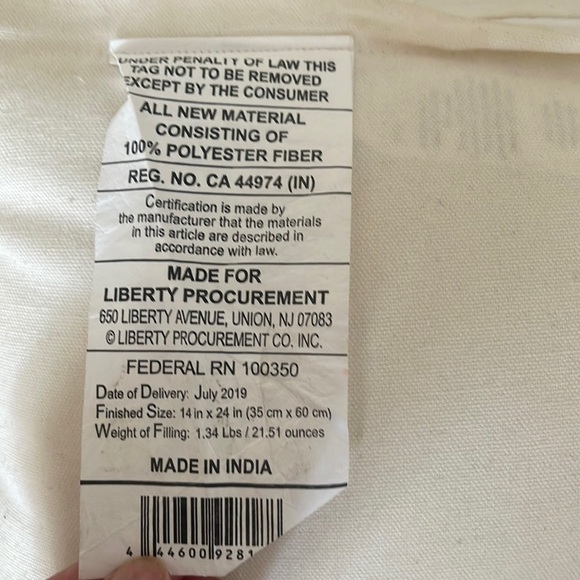 UNDER PENALTY OF LAW THIS
TAG NOT TO BE REMOVED
EXCEPT BY THE CONSUMER
ALL NEW MATERIAL
CONSISTING OF
100% POLYESTER FIBER
REG. NO. CA 44974 (IN)
Certification is made by
the manufacturer that the materials
in this article are described in
accordance with law.
MADE FOR
LIBERTY PROCUREMENT
650 LIBERTY AVENUE, UNION, NJ 07083
© LIBERTY PROCUREMENT CO. INC.
FEDERAL RN 100350
Date of Delivery: July 2019
Finished Size: 14 in x 24 in (35 cm x 60 cm)
Weight of Filling: 1.34 Lbs / 21.51 ounces
MADE IN INDIA
4 44600 9281